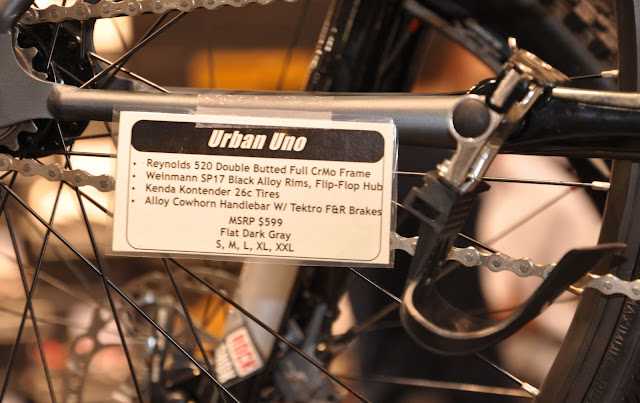 Urban Uno
• Reynolds 520 Double Butted Full CrMo Frame
• Weinmann SP17 Black Alloy Rims, Flip-Flop Hub
• Kenda Kontender 26c Tires
• Alloy Cowhorn Handlebar W/ Tektro F&R Brakes
MSRP $599
Flat Dark Gray
S, M, L, XL, XXL
ROCK